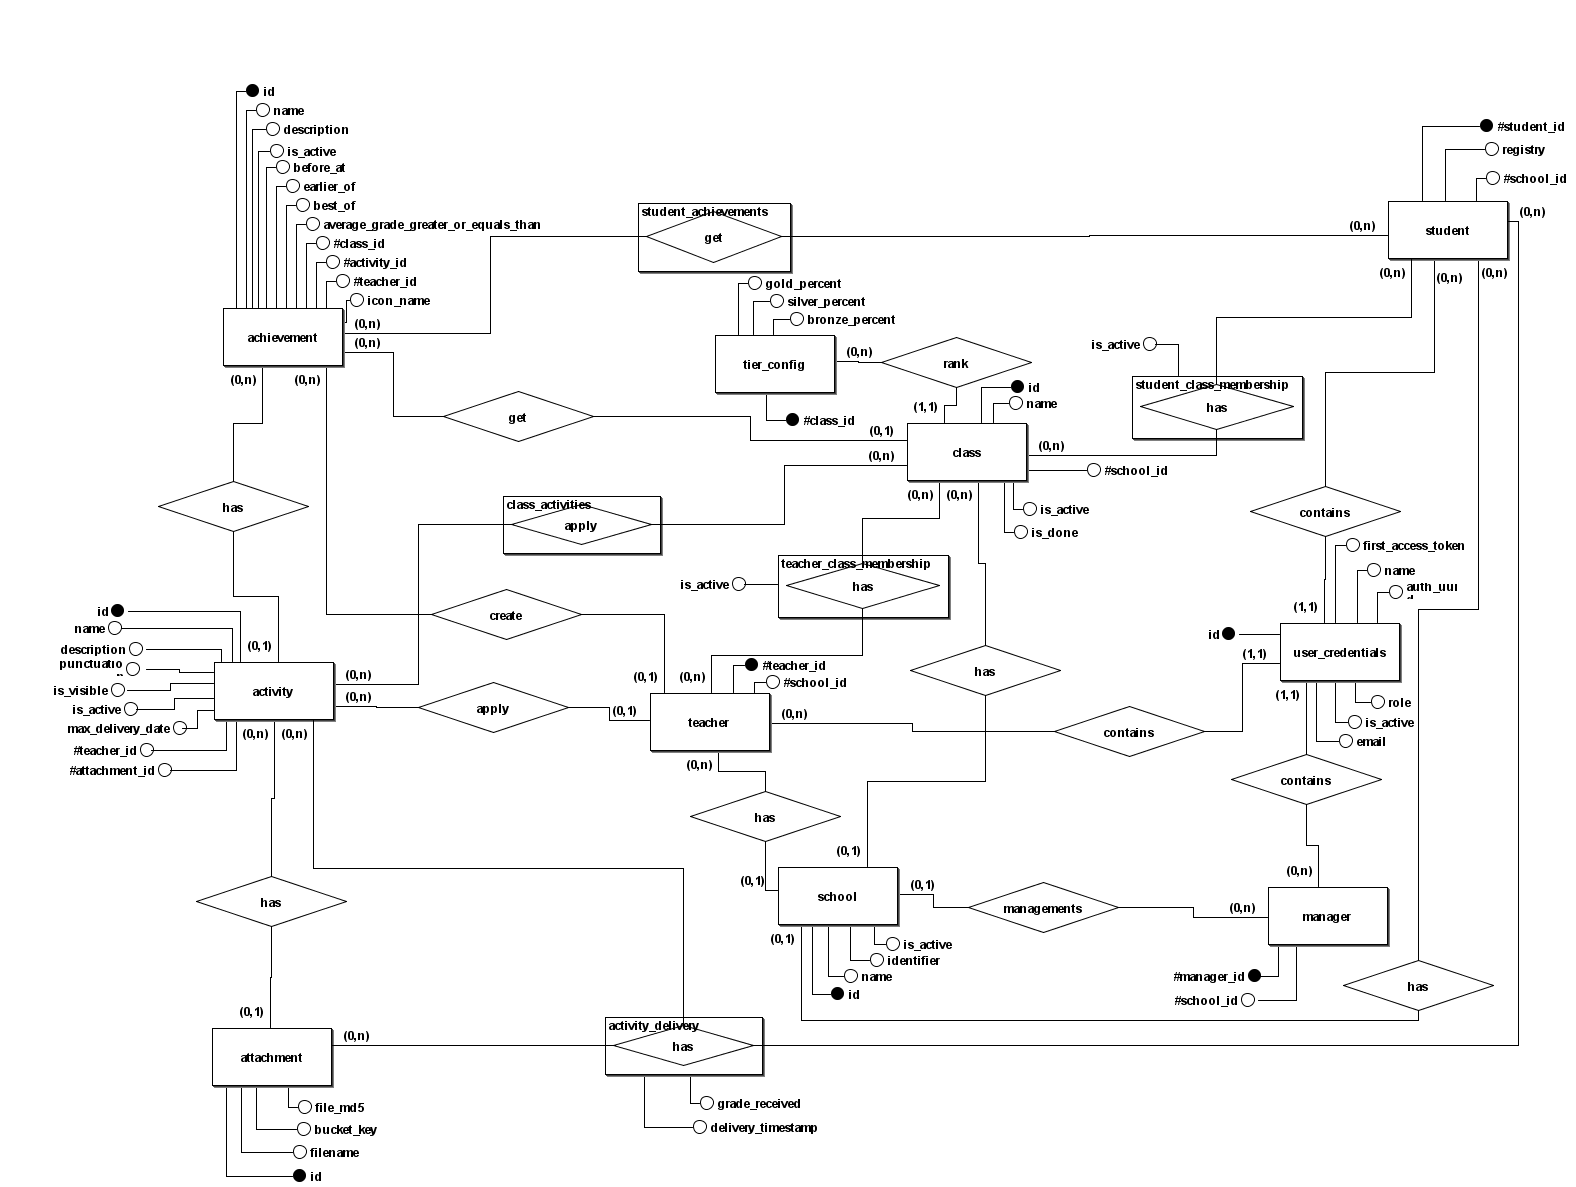 id
name
description
is_active
before_at
earlier_of
best_of
average_grade_greater_or_equals_than
#class_id
#activity_id
#teacher_id
icon_name
achievement
(0,n)
(0,n)
(0,n)
(0,n)
student_achievements
get
#student_id
registry
#school_id
student
(0,n)
(0,n)
(0,n)
(0,n)
(0,n)
gold_percent
silver_percent
bronze_percent
tier_config
(0,n)
#class_id
rank
(1,1)
id
name
is_active
student_class_membership
has
get
(0,1)
(0,n)
class
(0,n)
#school_id
(0,n)
(0,n)
is_active
is_done
has
class_activities
apply
contains
teacher_class_membership
has
is_active
first_access_token
name
auth_uui
(1,1)
id
(1,1)
user_credentials
(1,1)
role
is_active
email
create
has
id
name
description
punctuatio
n
is_visible
is_active
max_delivery_date
#teacher_id
#attachment_id
(0,1)
activity
(0,n)
(0,n)
(0,n)
(0,n)
apply
(0,1)
(0,1)
(0,n)
#teacher_id
#school_id
teacher
(0,n)
(0,n)
contains
contains
has
(0,1)
(0,1)
school
(0,1)
(0,1)
managements
(0,n)
(0,n)
manager
is_active
identifier
name
id
#manager_id
#school_id
has
has
(0,1)
attachment
(0,n)
activity_delivery
has
grade_received
delivery_timestamp
file_md5
bucket_key
filename
id